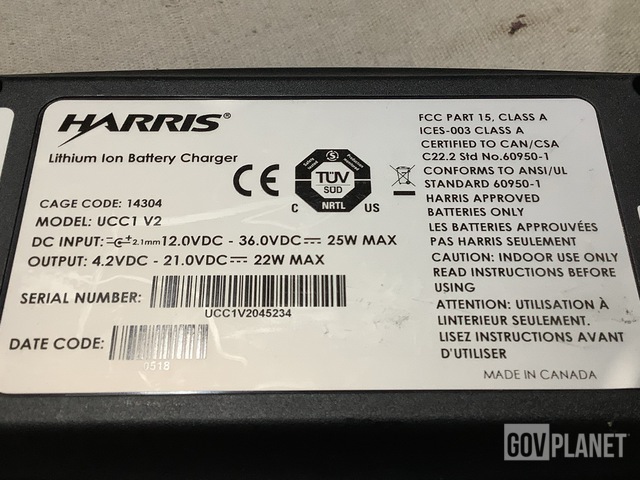 HARRIS®
Lithium Ion Battery Charger
CAGE CODE: 14304
MODEL: UCC1 V2
DC INPUT: 2.1mm 12.0VDC - 36.0VDC 25W MAX
OUTPUT: 4.2VDC - 21.0VDC 22W MAX
SERIAL NUMBER:
UCC1V2045234
DATE CODE:
0518
CE
TÜV
SÜD
C NRTL US
FCC PART 15, CLASS A
ICES-003 CLASS A
CERTIFIED TO CAN/CSA
C22.2 Std No.60950-1
CONFORMS TO ANSI/UL
STANDARD 60950-1
HARRIS APPROVED
BATTERIES ONLY
LES BATTERIES APPROUVÉES
PAS HARRIS SEULEMENT
CAUTION: INDOOR USE ONLY
READ INSTRUCTIONS BEFORE
USING
ATTENTION: UTILISATION À
LINTERIEUR SEULEMENT.
LISEZ INSTRUCTIONS AVANT
D'UTILISER
MADE IN CANADA
GOVPLANET